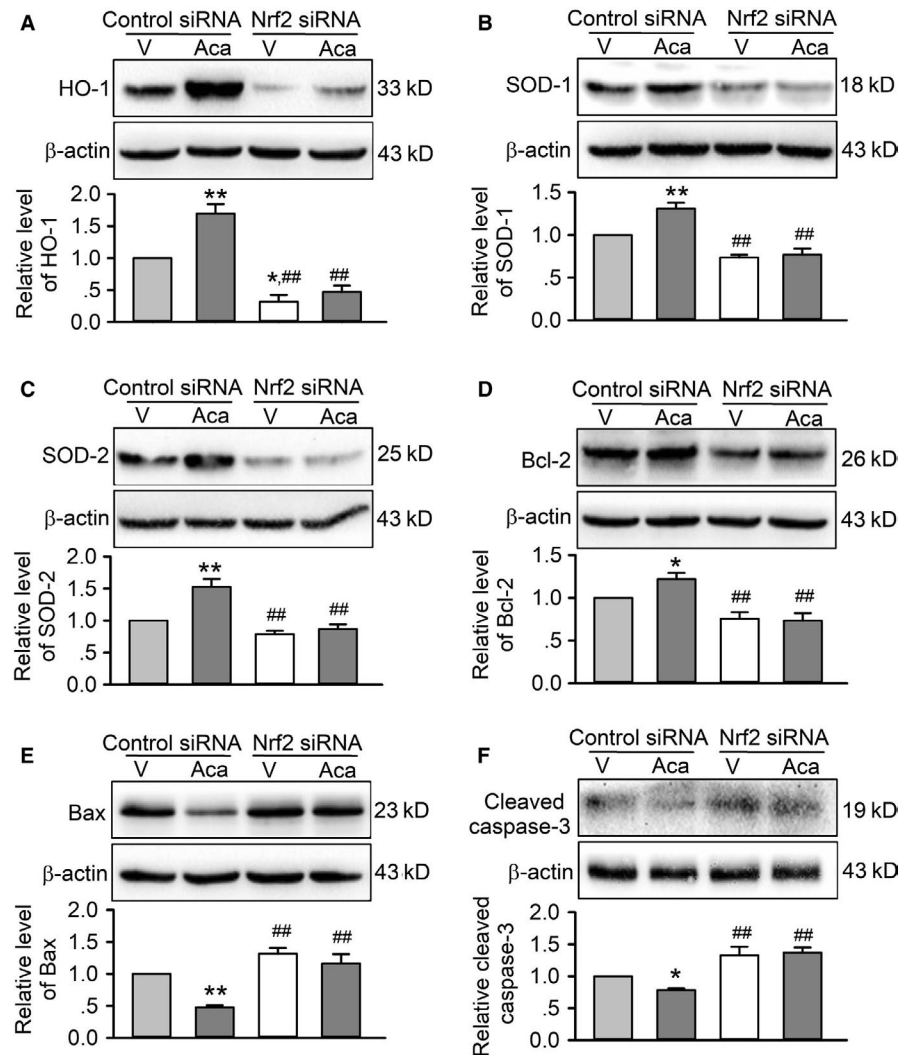 A
Control siRNA Nrf2 siRNA
V Aca V Aca
HO-1 33 kD
β-actin 43 kD
Relative level of HO-1
2.0
1.5
1.0
.5
0.0
**
*,##
##
B
Control siRNA Nrf2 siRNA
V Aca V Aca
SOD-1 18 kD
β-actin 43 kD
Relative level of SOD-1
1.5
1.0
.5
0.0
**
##
##
C
Control siRNA Nrf2 siRNA
V Aca V Aca
SOD-2 25 kD
β-actin 43 kD
Relative level of SOD-2
2.0
1.5
1.0
.5
0.0
**
##
##
D
Control siRNA Nrf2 siRNA
V Aca V Aca
Bcl-2 26 kD
β-actin 43 kD
Relative level of Bcl-2
1.5
1.0
.5
0.0
*
##
##
E
Control siRNA Nrf2 siRNA
V Aca V Aca
Bax 23 kD
β-actin 43 kD
Relative level of Bax
2.0
1.5
1.0
.5
0.0
**
##
##
F
Control siRNA Nrf2 siRNA
V Aca V Aca
Cleaved caspase-3 19 kD
β-actin 43 kD
Relative cleaved caspase-3
2.0
1.5
1.0
.5
0.0
*
##
##